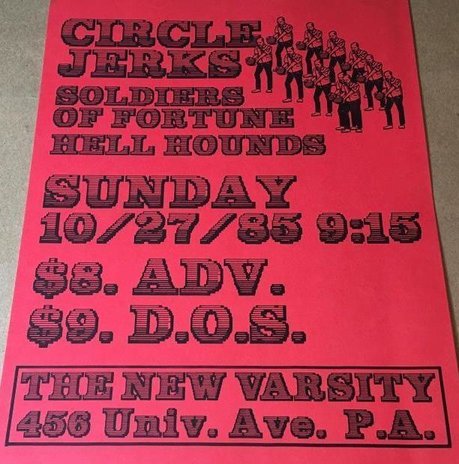 CIRCLE
JERKS
SOLDIERS
OF FORTUNE
HELL HOUNDS
SUNDAY
10/27/85 9:15
$8. ADV.
$9. D.O.S.
THE NEW VARSITY
456 Univ. Ave. P.A.